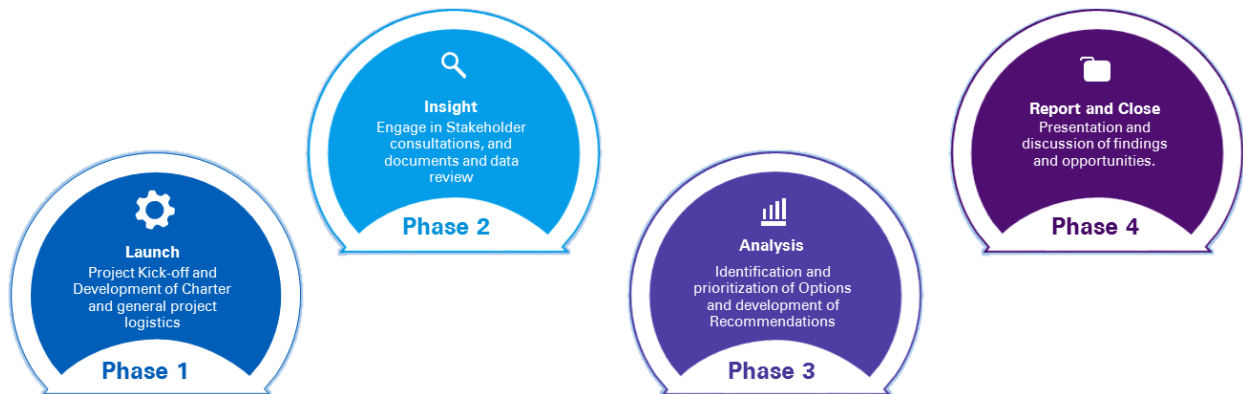 Launch
Project Kick-off and
Development of Charter
and general project
logistics
Phase 1
Insight
Engage in Stakeholder
consultations, and
documents and data
review
Phase 2
Analysis
Identification and
prioritization of Options
and development of
Recommendations
Phase 3
Report and Close
Presentation and
discussion of findings
and opportunities.
Phase 4